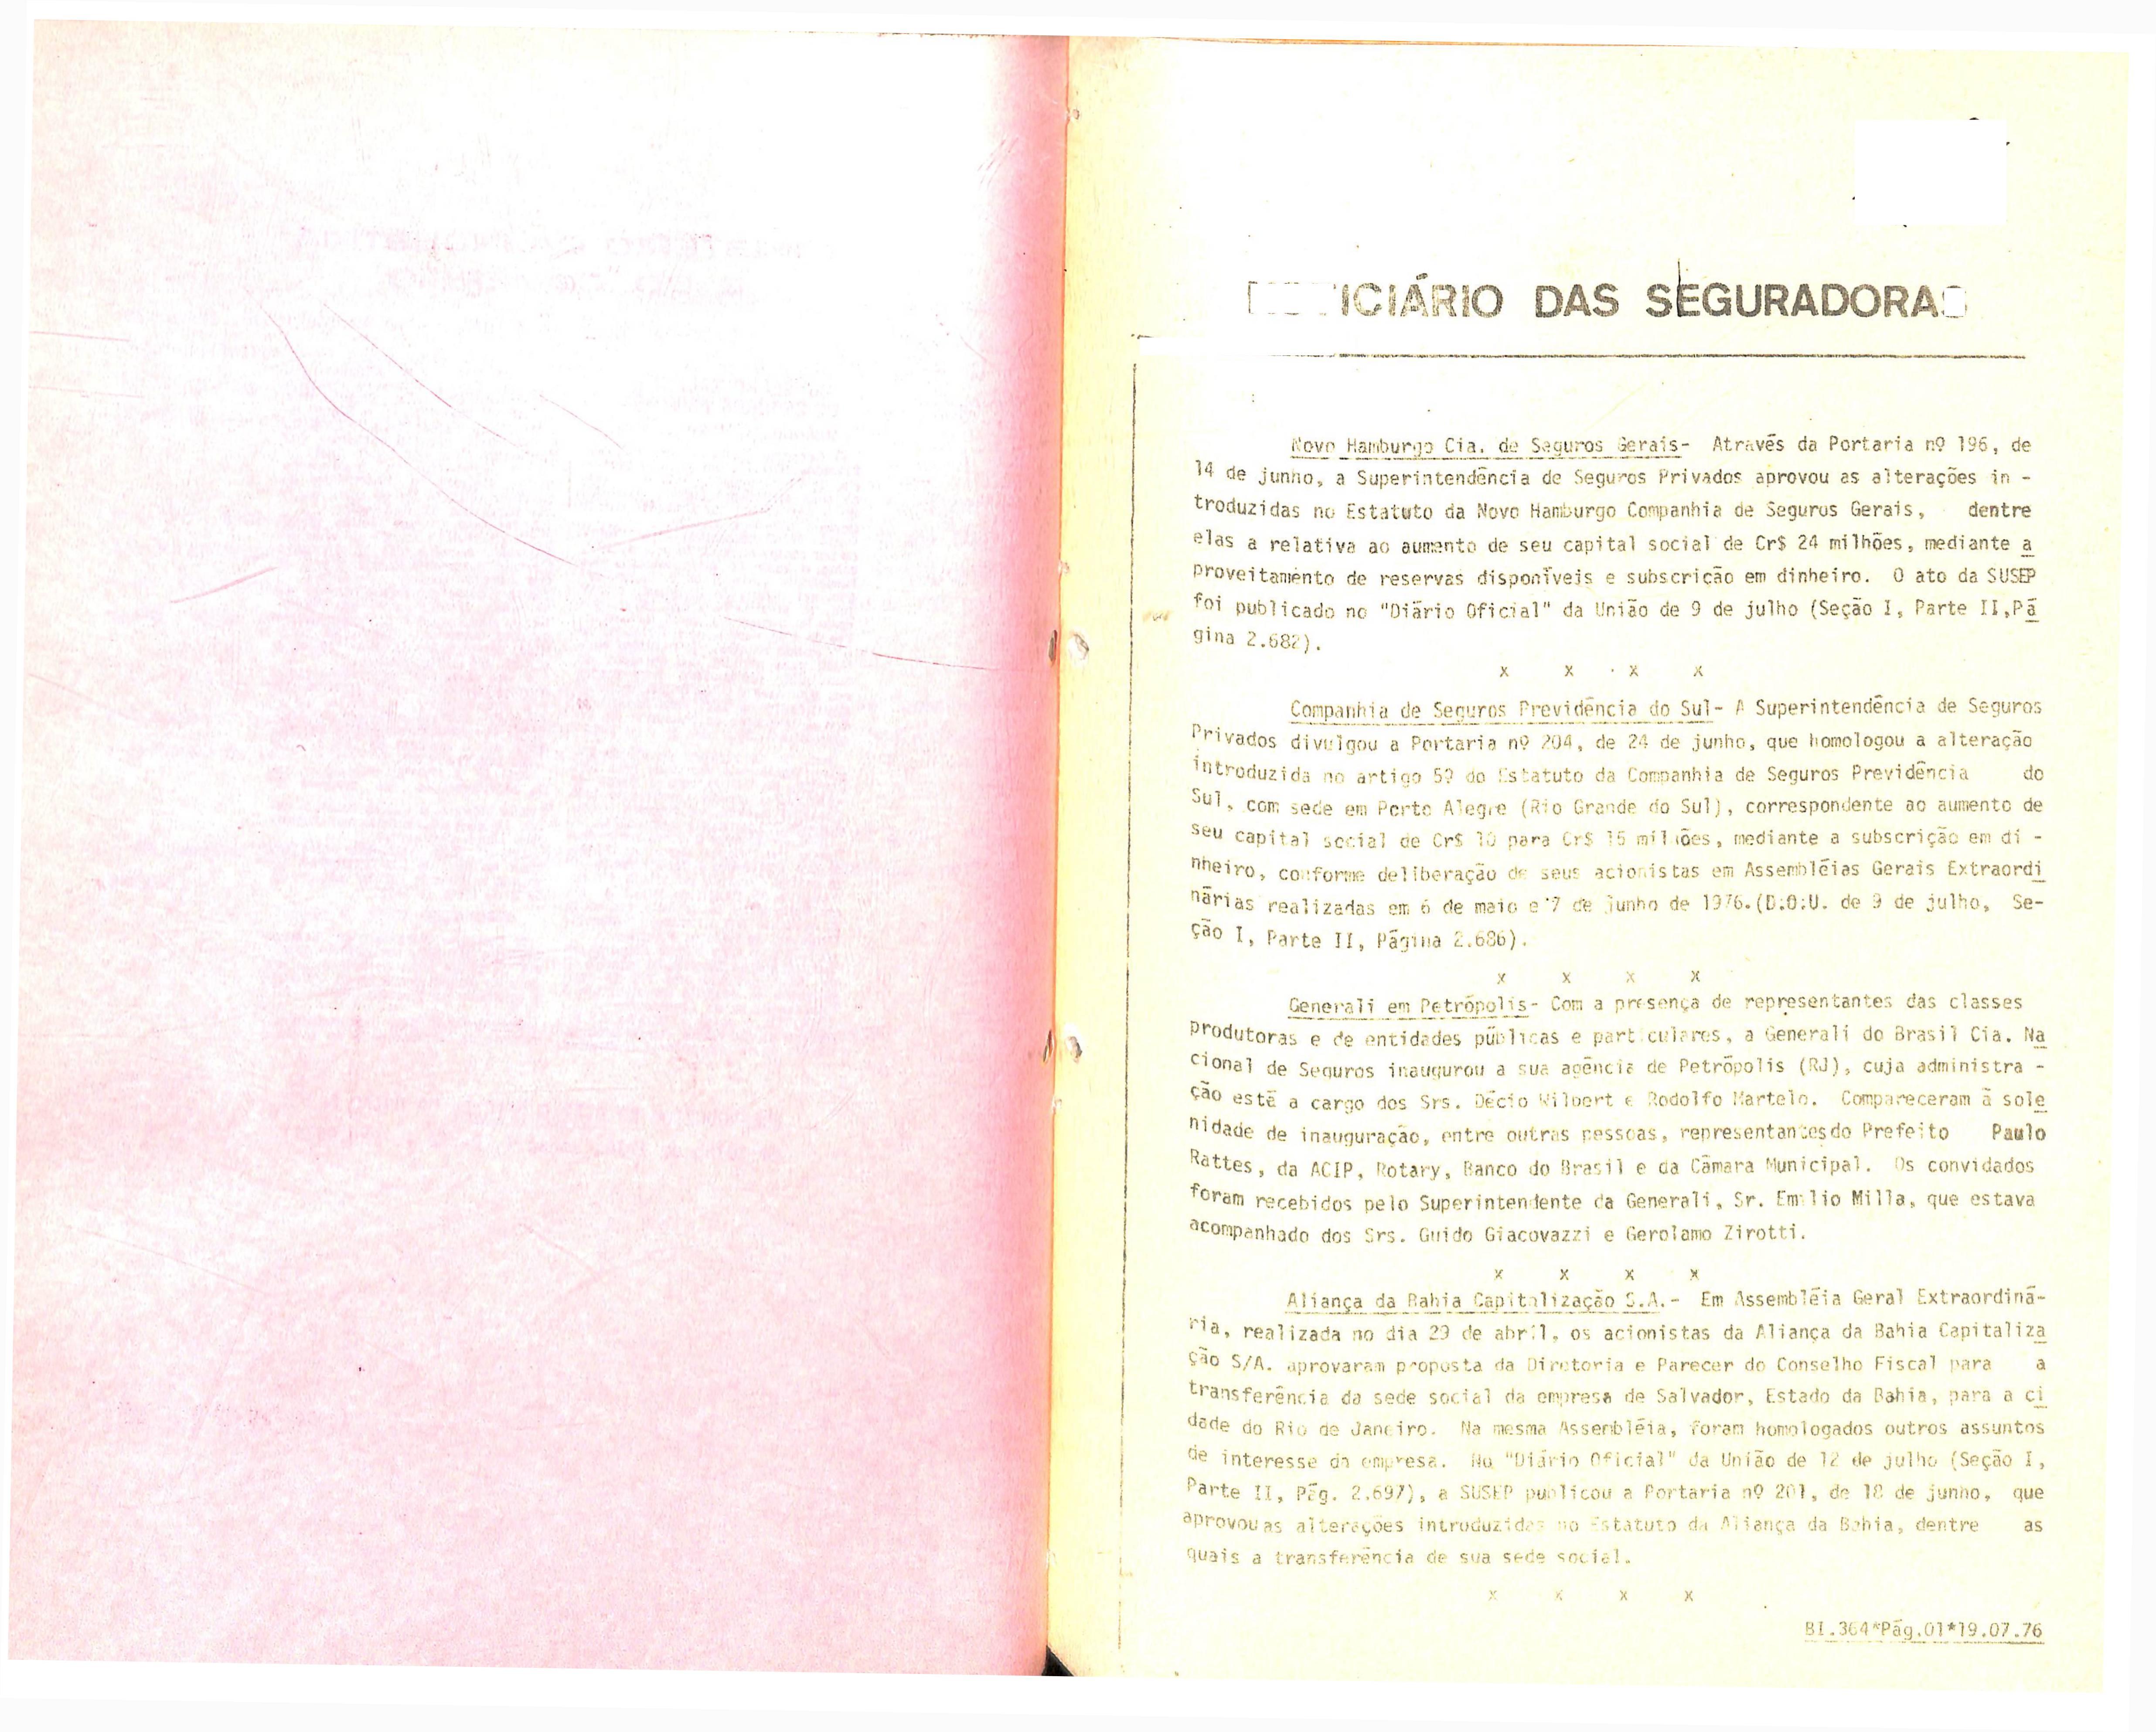 ICIÁRIO DAS SEGURADORAS
Novo Hamburgo Cia. de Seguros Gerais- Através da Portaria nº 196, de
14 de junho, a Superintendência de Seguros Privados aprovou as alterações in -
troduzidas no Estatuto da Novo Hamburgo Companhia de Seguros Gerais, dentre
elas a relativa ao aumento de seu capital social de Cr$ 24 milhões, mediante a
proveitamento de reservas disponíveis e subscrição em dinheiro. O ato da SUSEP
foi publicado no "Diário Oficial" da União de 9 de julho (Seção I, Parte II,Pá
gina 2.682).
x x x x
Companhia de Seguros Previdência do Sul- A Superintendência de Seguros
Privados divulgou a Portaria nº 204, de 24 de junho, que homologou a alteração
introduzida no artigo 5º do Estatuto da Companhia de Seguros Previdência do
Sul, com sede em Porto Alegre (Rio Grande do Sul), correspondente ao aumento de
seu capital social de Cr$ 10 para Cr$ 15 milhões, mediante a subscrição em di -
nheiro, conforme deliberação de seus acionistas em Assembléias Gerais Extraordi
nárias realizadas em 6 de maio e 7 de junho de 1976.(D.O.U. de 9 de julho, Se-
ção I, Parte II, Página 2.686).
x x x x
Generali em Petrópolis- Com a presença de representantes das classes
produtoras e de entidades públicas e particulares, a Generali do Brasil Cia. Na
cional de Seguros inaugurou a sua agência de Petrópolis (RJ), cuja administra -
ção está a cargo dos Srs. Décio Wilbert e Rodolfo Martelo. Compareceram à sole
nidade de inauguração, entre outras pessoas, representantes do Prefeito Paulo
Rattes, da ACIP, Rotary, Banco do Brasil e da Câmara Municipal. Os convidados
foram recebidos pelo Superintendente da Generali, Sr. Emilio Milla, que estava
acompanhado dos Srs. Guido Giacovazzi e Gerolamo Zirotti.
x x x x
Aliança da Bahia Capitalização S.A.- Em Assembléia Geral Extraordiná-
ria, realizada no dia 29 de abril, os acionistas da Aliança da Bahia Capitaliza
ção S/A. aprovaram proposta da Diretoria e Parecer do Conselho Fiscal para a
transferência da sede social da empresa de Salvador, Estado da Bahia, para a ci
dade do Rio de Janeiro. Na mesma Assembléia, foram homologados outros assuntos
de interesse da empresa. No "Diário Oficial" da União de 12 de julho (Seção I,
Parte II, Pág. 2.697), a SUSEP publicou a Portaria nº 201, de 18 de junho, que
aprovou as alterações introduzidas no Estatuto da Aliança da Bahia, dentre as
quais a transferência de sua sede social.
x x x x
BI.364*Pág.01*19.07.76